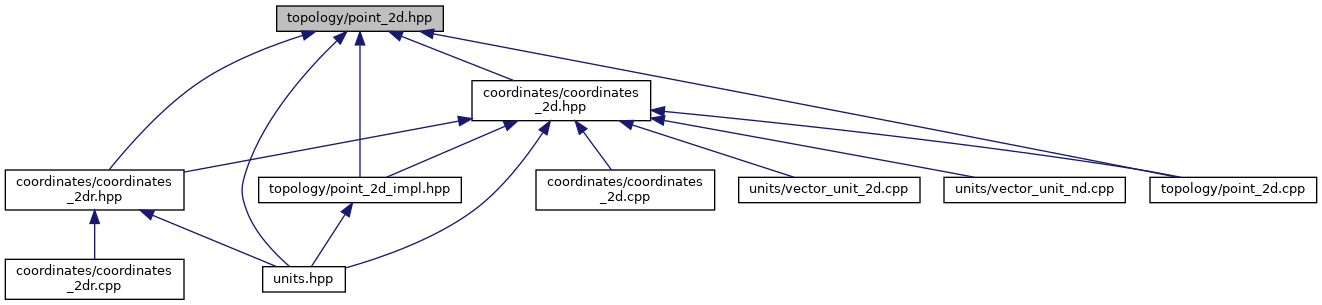 topology/point_2d.hpp
coordinates/coordinates
_2d.hpp
coordinates/coordinates
_2dr.hpp
topology/point_2d_impl.hpp
coordinates/coordinates
_2d.cpp
units/vector_unit_2d.cpp
units/vector_unit_nd.cpp
topology/point_2d.cpp
coordinates/coordinates
_2dr.cpp
units.hpp